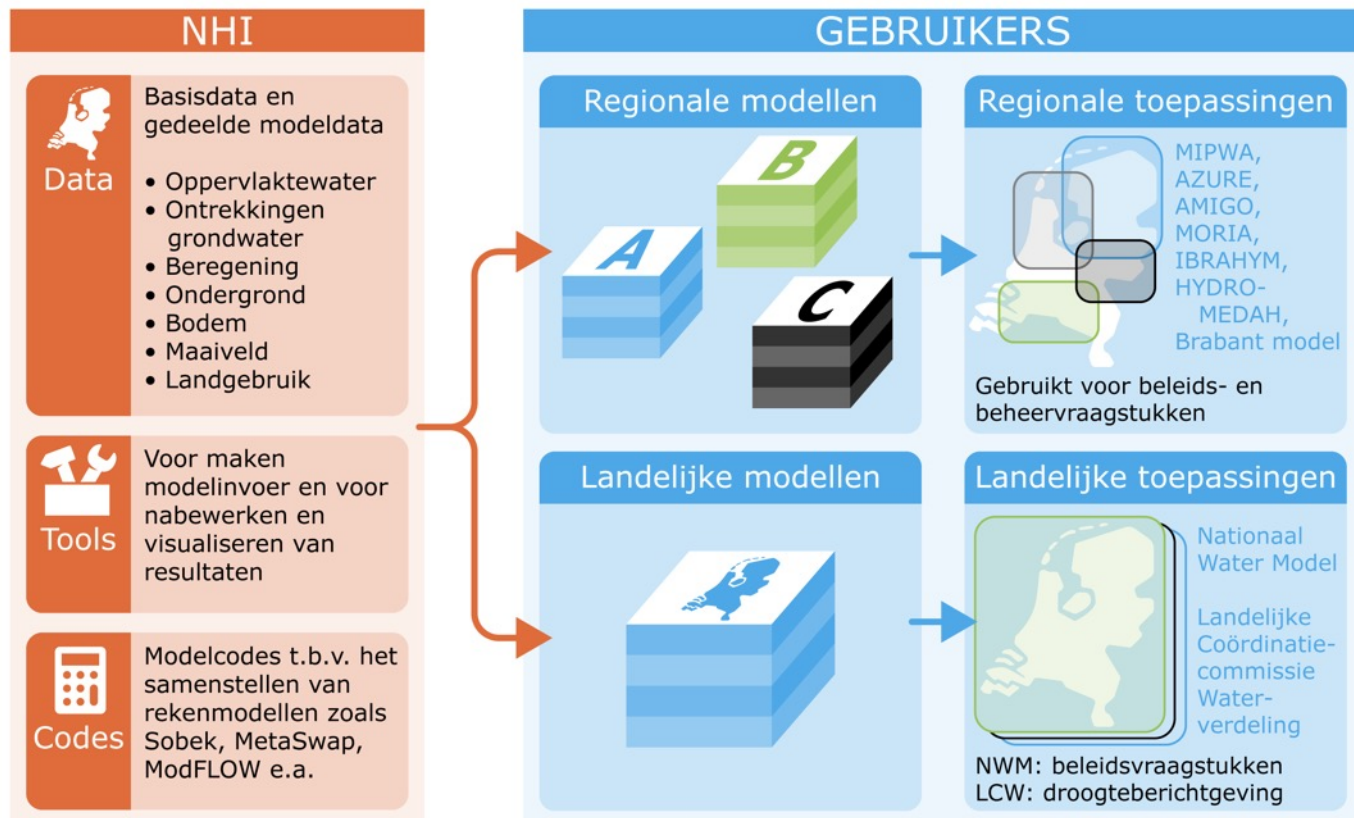 NHI
Data
Basisdata en
gedeelde modeldata
• Oppervlaktewater
• Ontrekkingen
grondwater
• Beregening
• Ondergrond
• Bodem
• Maaiveld
• Landgebruik
Tools
Voor maken
modelinvoer en voor
nabewerken en
visualiseren van
resultaten
Codes
Modelcodes t.b.v. het
samenstellen van
rekenmodellen zoals
Sobek, MetaSwap,
ModFLOW e.a.
GEBRUIKERS
Regionale modellen
A
B
C
Regionale toepassingen
MIPWA,
AZURE,
AMIGO,
MORIA,
IBRAHYM,
HYDRO-
MEDAH,
Brabant model
Gebruikt voor beleids- en
beheervraagstukken
Landelijke modellen
Landelijke toepassingen
Nationaal
Water Model
Landelijke
Coördinatie-
commissie
Water-
verdeling
NWM: beleidsvraagstukken
LCW: droogteberichtgeving